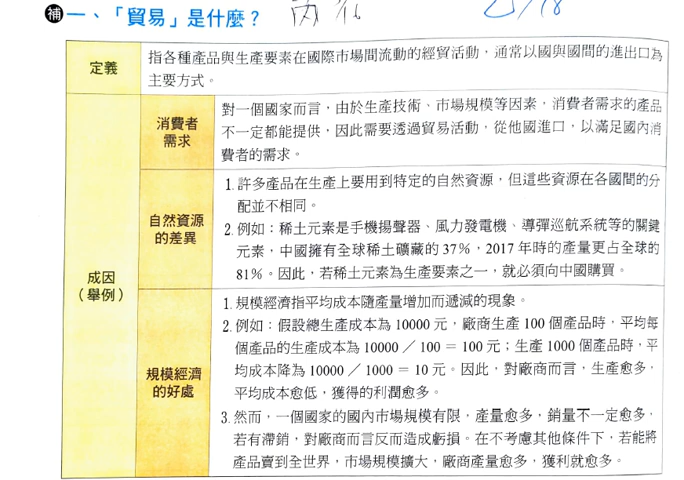 補 一、「貿易」是什麼？
定義
指各種產品與生產要素在國際市場間流動的經貿活動，通常以國與國間的進出口為
主要方式。
成因
（舉例）
消費者
需求
對一個國家而言，由於生產技術、市場規模等因素，消費者需求的產品
不一定都能提供，因此需要透過貿易活動，從他國進口，以滿足國內消
費者的需求。
自然資源
的差異
1. 許多產品在生產上要用到特定的自然資源，但這些資源在各國間的分
配並不相同。
2. 例如：稀土元素是手機揚聲器、風力發電機、導彈巡航系統等的關鍵
元素，中國擁有全球稀土礦藏的37%，2017 年時的產量更占全球的
81%。因此，若稀土元素為生產要素之一，就必須向中國購買。
規模經濟
的好處
1. 規模經濟指平均成本隨產量增加而遞減的現象。
2. 例如：假設總生產成本為 10000 元，廠商生產 100 個產品時，平均每
個產品的生產成本為 10000 ／ 100 ＝ 100 元；生產 1000 個產品時，平
均成本降為 10000 ／ 1000 ＝ 10 元。因此，對廠商而言，生產愈多，
平均成本愈低，獲得的利潤愈多。
3. 然而，一個國家的國內市場規模有限，產量愈多，銷量不一定愈多，
若有滯銷，對廠商而言反而造成虧損。在不考慮其他條件下，若能將
產品賣到全世界，市場規模擴大，廠商產量愈多，獲利就愈多。